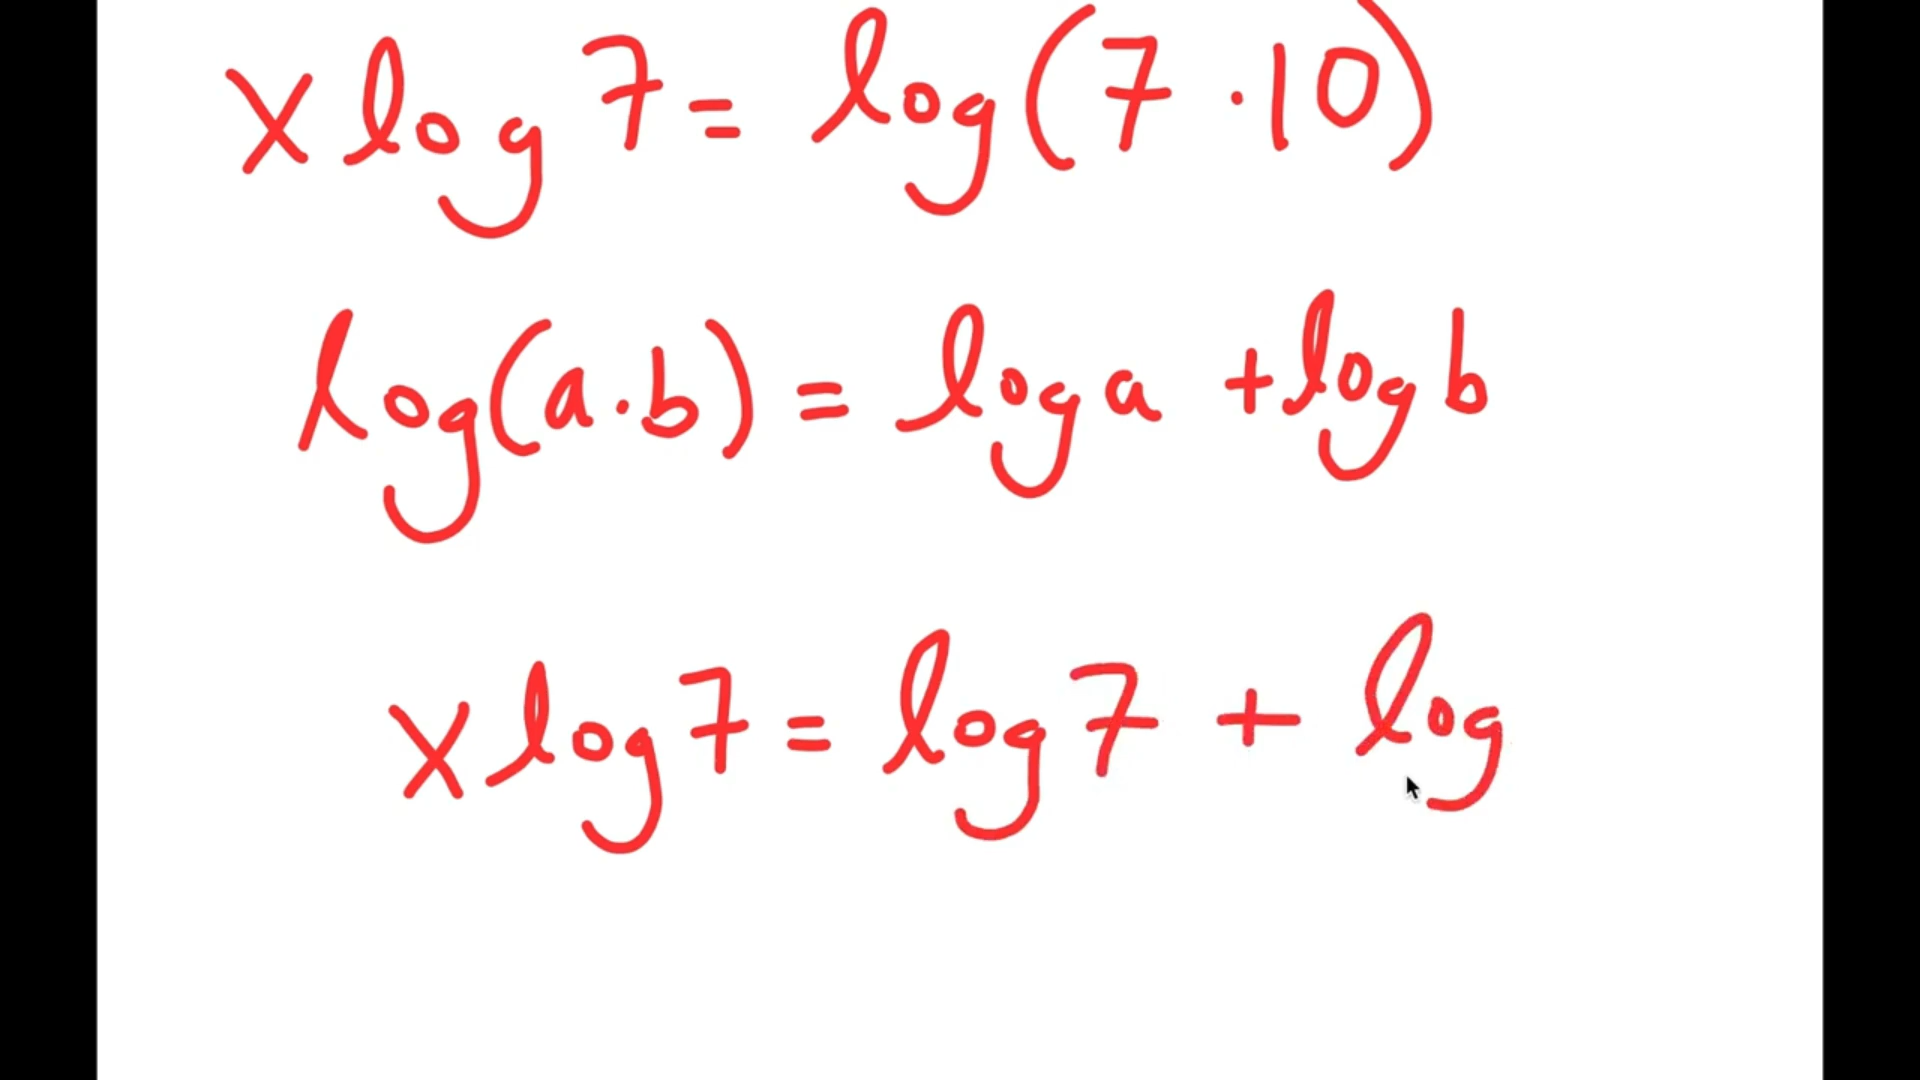 x log 7 = log(7 · 10)
log(a · b) = log a + log b
x log 7 = log 7 + log